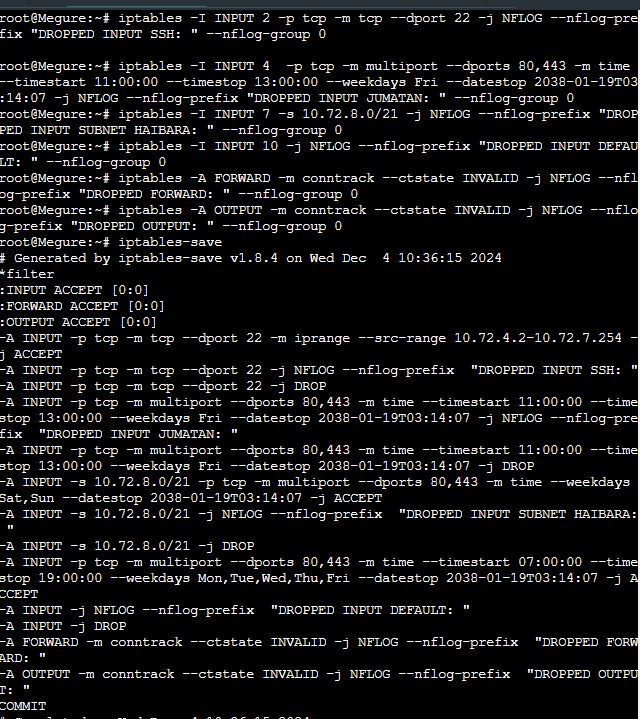 root@Megure:~# iptables -I INPUT 2 -p tcp -m tcp --dport 22 -j NFLOG --nflog-pre
fix "DROPPED INPUT SSH: " --nflog-group 0
root@Megure:~# iptables -I INPUT 4  -p tcp -m multiport --dports 80,443 -m time
--timestart 11:00:00 --timestop 13:00:00 --weekdays Fri --datestop 2038-01-19T03
:14:07 -j NFLOG --nflog-prefix "DROPPED INPUT JUMATAN: " --nflog-group 0
root@Megure:~# iptables -I INPUT 7 -s 10.72.8.0/21 -j NFLOG --nflog-prefix "DROP
PED INPUT SUBNET HAIBARA: " --nflog-group 0
root@Megure:~# iptables -I INPUT 10 -j NFLOG --nflog-prefix "DROPPED INPUT DEFAU
LT: " --nflog-group 0
root@Megure:~# iptables -A FORWARD -m conntrack --ctstate INVALID -j NFLOG --nfl
og-prefix "DROPPED FORWARD: " --nflog-group 0
root@Megure:~# iptables -A OUTPUT -m conntrack --ctstate INVALID -j NFLOG --nflo
g-prefix "DROPPED OUTPUT: " --nflog-group 0
root@Megure:~# iptables-save
# Generated by iptables-save v1.8.4 on Wed Dec  4 10:36:15 2024
*filter
:INPUT ACCEPT [0:0]
:FORWARD ACCEPT [0:0]
:OUTPUT ACCEPT [0:0]
-A INPUT -p tcp -m tcp --dport 22 -m iprange --src-range 10.72.4.2-10.72.7.254 -
j ACCEPT
-A INPUT -p tcp -m tcp --dport 22 -j NFLOG --nflog-prefix  "DROPPED INPUT SSH: "
-A INPUT -p tcp -m tcp --dport 22 -j DROP
-A INPUT -p tcp -m multiport --dports 80,443 -m time --timestart 11:00:00 --time
stop 13:00:00 --weekdays Fri --datestop 2038-01-19T03:14:07 -j NFLOG --nflog-pre
fix  "DROPPED INPUT JUMATAN: "
-A INPUT -p tcp -m multiport --dports 80,443 -m time --timestart 11:00:00 --time
stop 13:00:00 --weekdays Fri --datestop 2038-01-19T03:14:07 -j DROP
-A INPUT -s 10.72.8.0/21 -p tcp -m multiport --dports 80,443 -m time --weekdays
Sat,Sun --datestop 2038-01-19T03:14:07 -j ACCEPT
-A INPUT -s 10.72.8.0/21 -j NFLOG --nflog-prefix  "DROPPED INPUT SUBNET HAIBARA:
"
-A INPUT -s 10.72.8.0/21 -j DROP
-A INPUT -p tcp -m multiport --dports 80,443 -m time --timestart 07:00:00 --time
stop 19:00:00 --weekdays Mon,Tue,Wed,Thu,Fri --datestop 2038-01-19T03:14:07 -j A
CCEPT
-A INPUT -j NFLOG --nflog-prefix  "DROPPED INPUT DEFAULT: "
-A INPUT -j DROP
-A FORWARD -m conntrack --ctstate INVALID -j NFLOG --nflog-prefix  "DROPPED FORW
ARD: "
-A OUTPUT -m conntrack --ctstate INVALID -j NFLOG --nflog-prefix  "DROPPED OUTPU
T: "
COMMIT